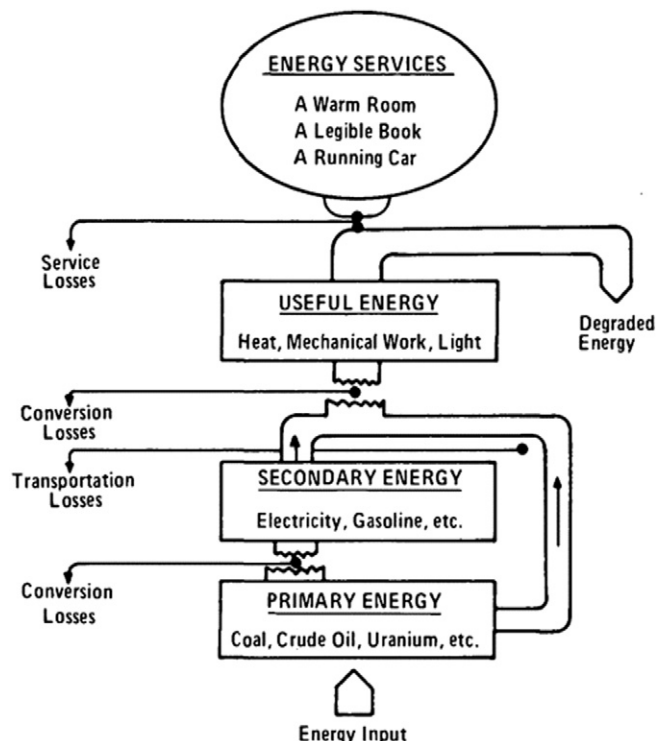 ENERGY SERVICES
A Warm Room
A Legible Book
A Running Car
Service
Losses
USEFUL ENERGY
Heat, Mechanical Work, Light
Degraded
Energy
Conversion
Losses
Transportation
Losses
SECONDARY ENERGY
Electricity, Gasoline, etc.
Conversion
Losses
PRIMARY ENERGY
Coal, Crude Oil, Uranium, etc.
Energy Input